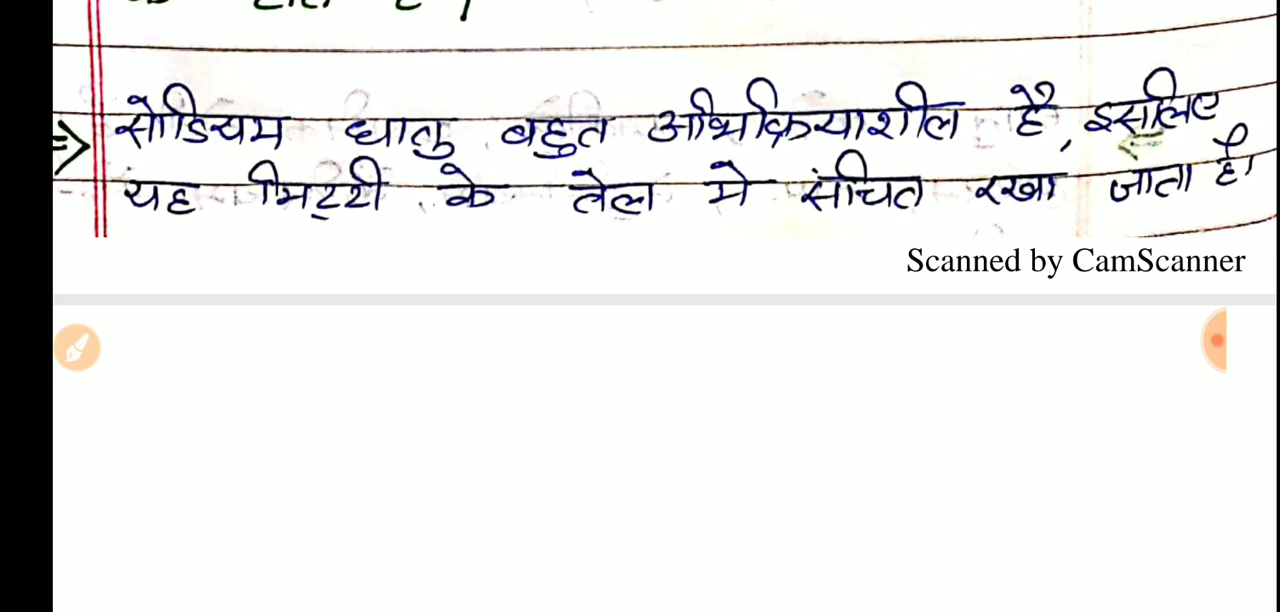 ⇒ सोडियम धातु बहुत अभिक्रियाशील है, इसलिए
यह मिट्टी के तेल मे संचित रखा जाता है।
Scanned by CamScanner